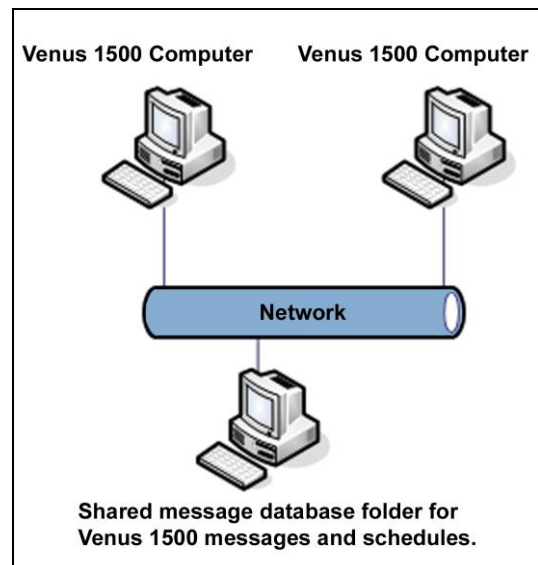 Venus 1500 Computer
Venus 1500 Computer
Network
Shared message database folder for
Venus 1500 messages and schedules.